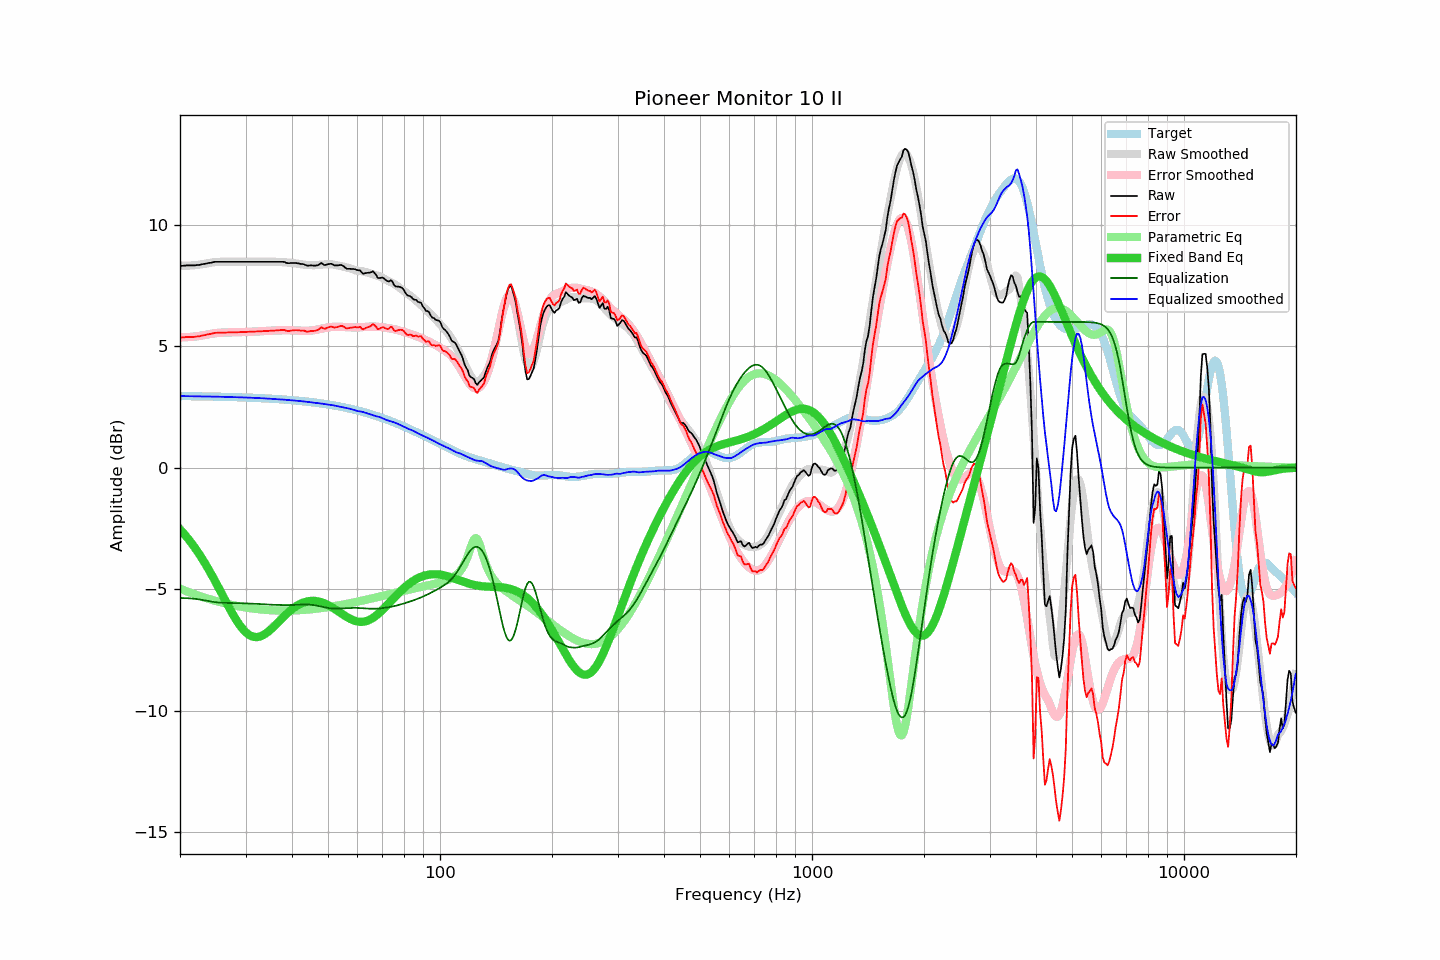 Pioneer Monitor 10 II
Target
Raw Smoothed
Error Smoothed
Raw
Error
Parametric Eq
Fixed Band Eq
Equalization
Equalized smoothed
Amplitude (dBr)
10
5
0
−5
−10
−15
100
1000
10000
Frequency (Hz)